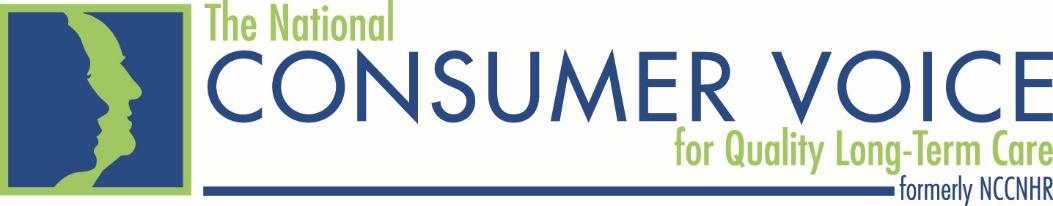 The National
CONSUMER VOICE
for Quality Long-Term Care
formerly NCCNHR